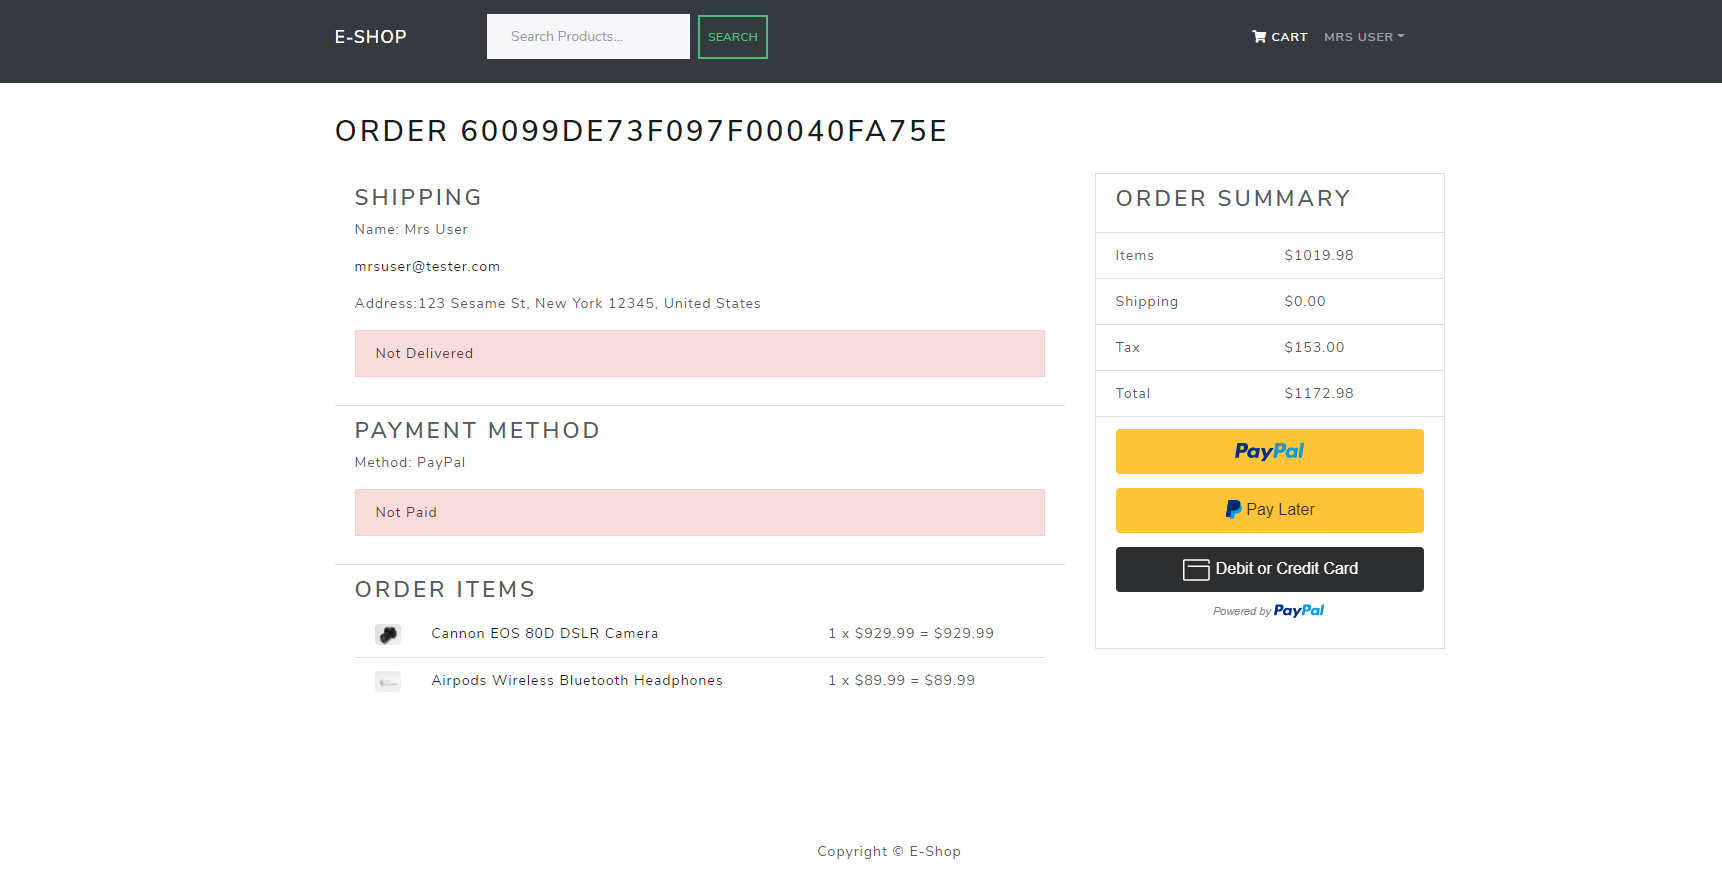 E-SHOP
Search Products...
SEARCH
CART
MRS USER
ORDER 60099DE73F097F00040FA75E
SHIPPING
Name: Mrs User
mrsuser@tester.com
Address:123 Sesame St, New York 12345, United States
Not Delivered
PAYMENT METHOD
Method: PayPal
Not Paid
ORDER ITEMS
Cannon EOS 80D DSLR Camera
1 x $929.99 = $929.99
Airpods Wireless Bluetooth Headphones
1 x $89.99 = $89.99
ORDER SUMMARY
Items $1019.98
Shipping $0.00
Tax $153.00
Total $1172.98
PayPal
Pay Later
Debit or Credit Card
Powered by PayPal
Copyright © E-Shop